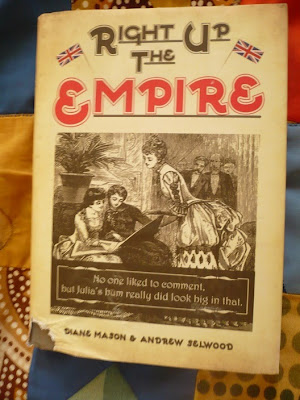 RIGHT UP
THE
EMPIRE
No one liked to comment,
but Julia's bum really did look big in that.
DIANE MASON & ANDREW SELWOOD